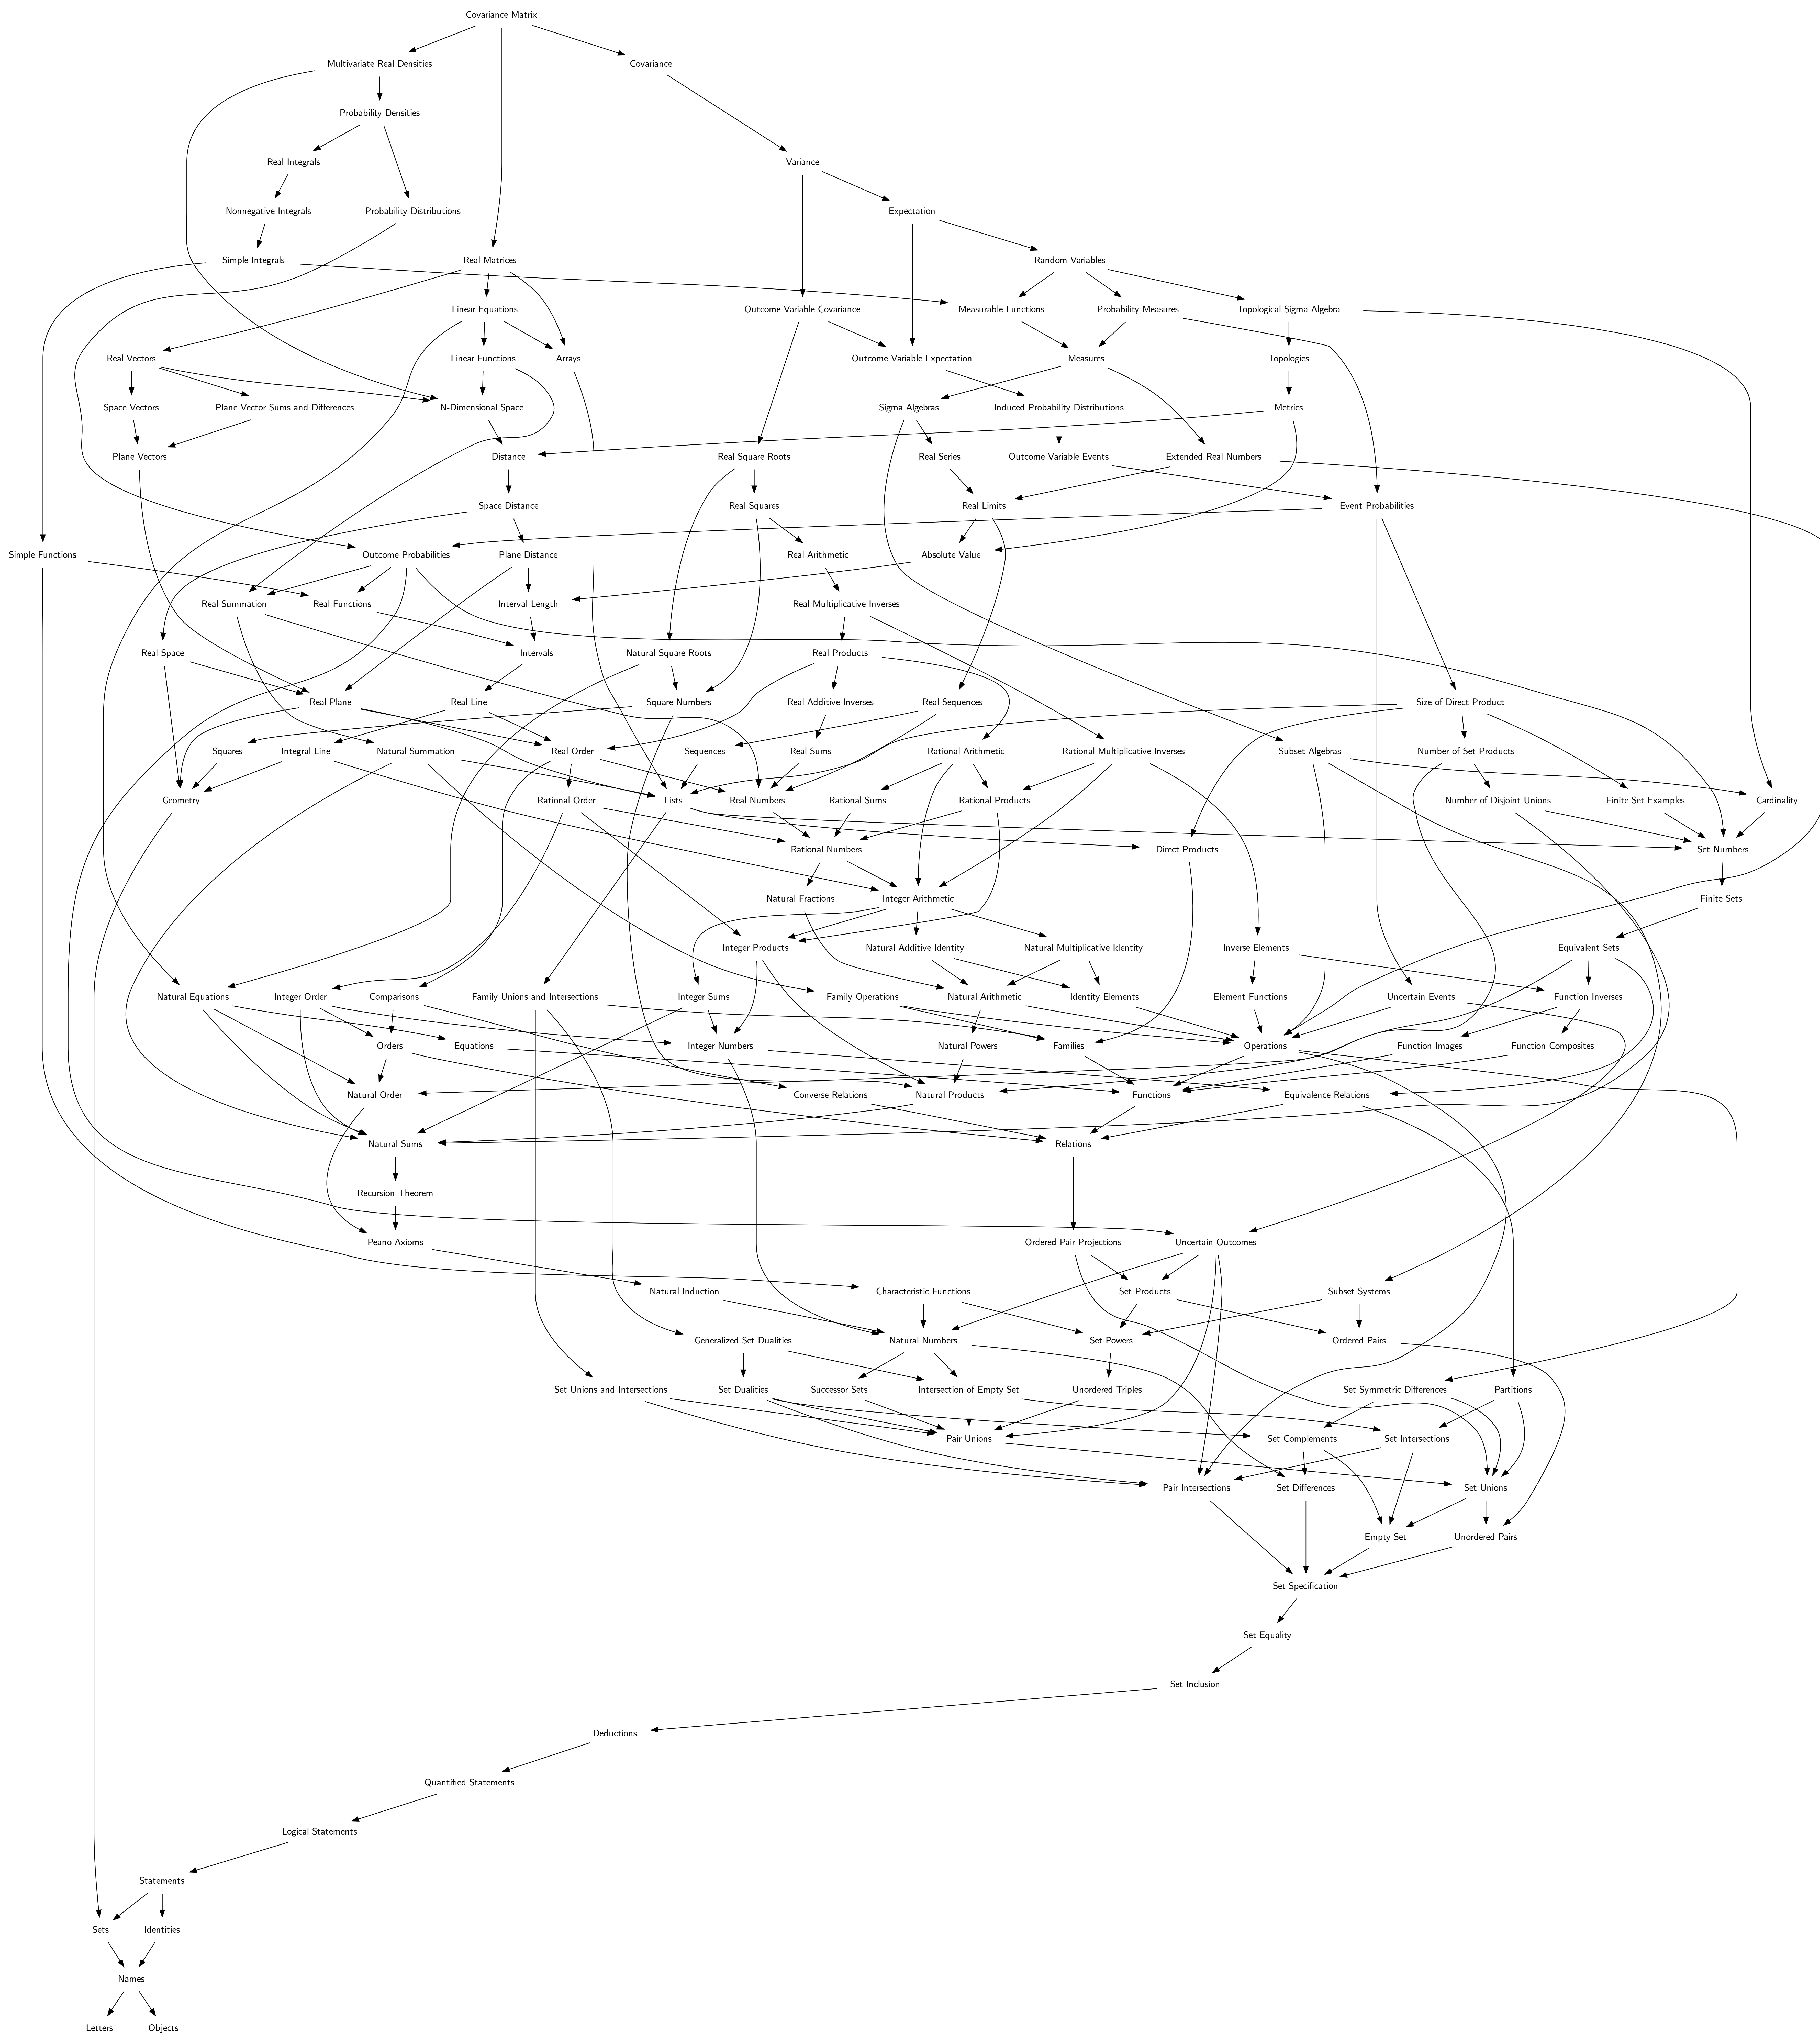 Covariance Matrix
Multivariate Real Densities
Covariance
Probability Densities
Real Integrals
Variance
Nonnegative Integrals
Probability Distributions
Expectation
Simple Integrals
Real Matrices
Random Variables
Linear Equations
Outcome Variable Covariance
Measurable Functions
Probability Measures
Topological Sigma Algebra
Real Vectors
Linear Functions
Arrays
Outcome Variable Expectation
Measures
Topologies
Space Vectors
Plane Vector Sums and Differences
N-Dimensional Space
Sigma Algebras
Induced Probability Distributions
Metrics
Plane Vectors
Distance
Real Square Roots
Real Series
Outcome Variable Events
Extended Real Numbers
Space Distance
Real Squares
Real Limits
Event Probabilities
Simple Functions
Outcome Probabilities
Plane Distance
Real Arithmetic
Absolute Value
Real Summation
Real Functions
Interval Length
Real Multiplicative Inverses
Real Space
Intervals
Natural Square Roots
Real Products
Real Plane
Real Line
Square Numbers
Real Additive Inverses
Real Sequences
Size of Direct Product
Squares
Integral Line
Natural Summation
Real Order
Sequences
Real Sums
Rational Arithmetic
Rational Multiplicative Inverses
Subset Algebras
Number of Set Products
Geometry
Rational Order
Lists
Real Numbers
Rational Sums
Rational Products
Number of Disjoint Unions
Finite Set Examples
Cardinality
Rational Numbers
Direct Products
Set Numbers
Natural Fractions
Integer Arithmetic
Finite Sets
Integer Products
Natural Additive Identity
Natural Multiplicative Identity
Inverse Elements
Equivalent Sets
Natural Equations
Integer Order
Comparisons
Family Unions and Intersections
Integer Sums
Family Operations
Natural Arithmetic
Identity Elements
Element Functions
Uncertain Events
Function Inverses
Orders
Equations
Integer Numbers
Natural Powers
Families
Operations
Function Images
Function Composites
Natural Order
Converse Relations
Natural Products
Functions
Equivalence Relations
Natural Sums
Relations
Recursion Theorem
Peano Axioms
Ordered Pair Projections
Uncertain Outcomes
Natural Induction
Characteristic Functions
Set Products
Subset Systems
Generalized Set Dualities
Natural Numbers
Set Powers
Ordered Pairs
Set Unions and Intersections
Set Dualities
Successor Sets
Intersection of Empty Set
Unordered Triples
Set Symmetric Differences
Partitions
Pair Unions
Set Complements
Set Intersections
Pair Intersections
Set Differences
Set Unions
Empty Set
Unordered Pairs
Set Specification
Set Equality
Set Inclusion
Deductions
Quantified Statements
Logical Statements
Statements
Sets
Identities
Names
Letters
Objects